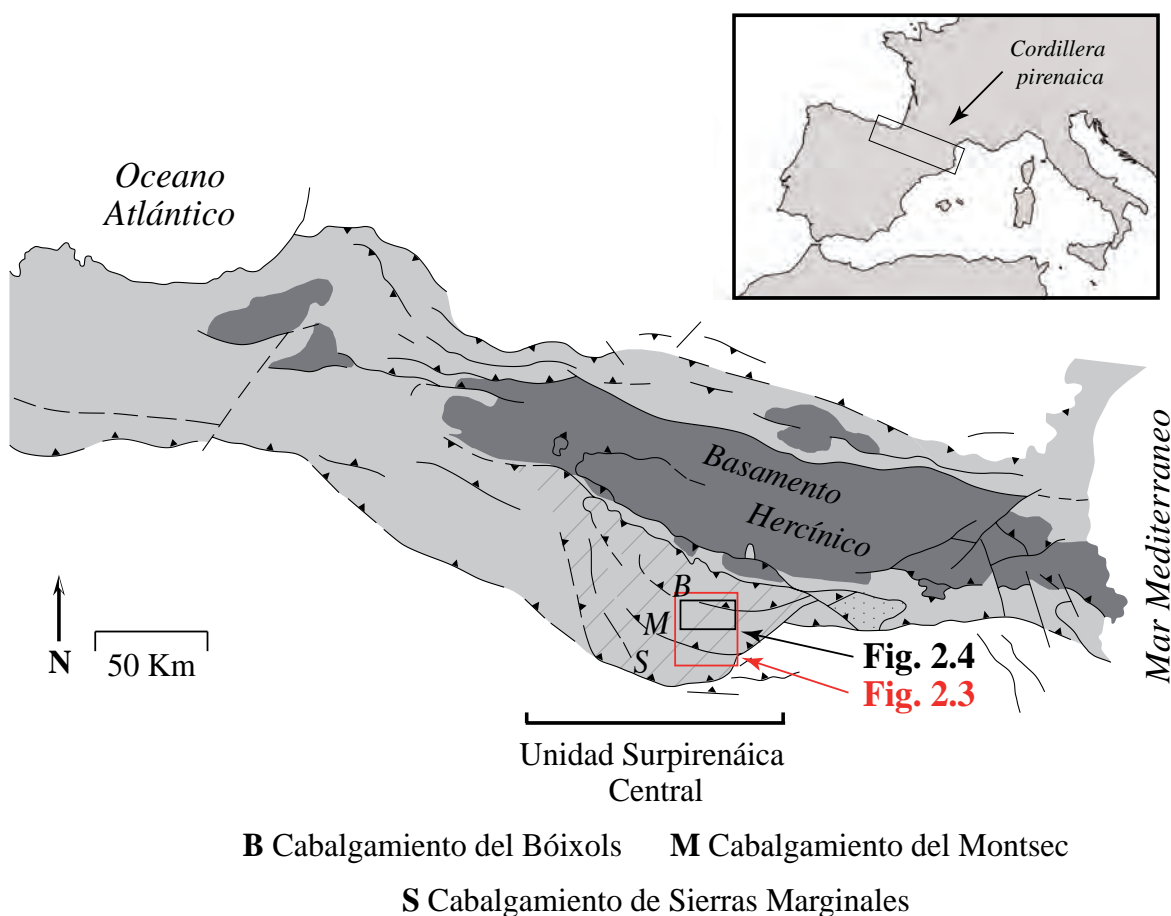 Cordillera
pirenaica
Oceano
Atlántico
Basamento
Hercínico
Mar Mediterraneo
B
M
S
N
50 Km
Fig. 2.4
Fig. 2.3
Unidad Surpirenáica
Central
B Cabalgamiento del Bóixols M Cabalgamiento del Montsec
S Cabalgamiento de Sierras Marginales